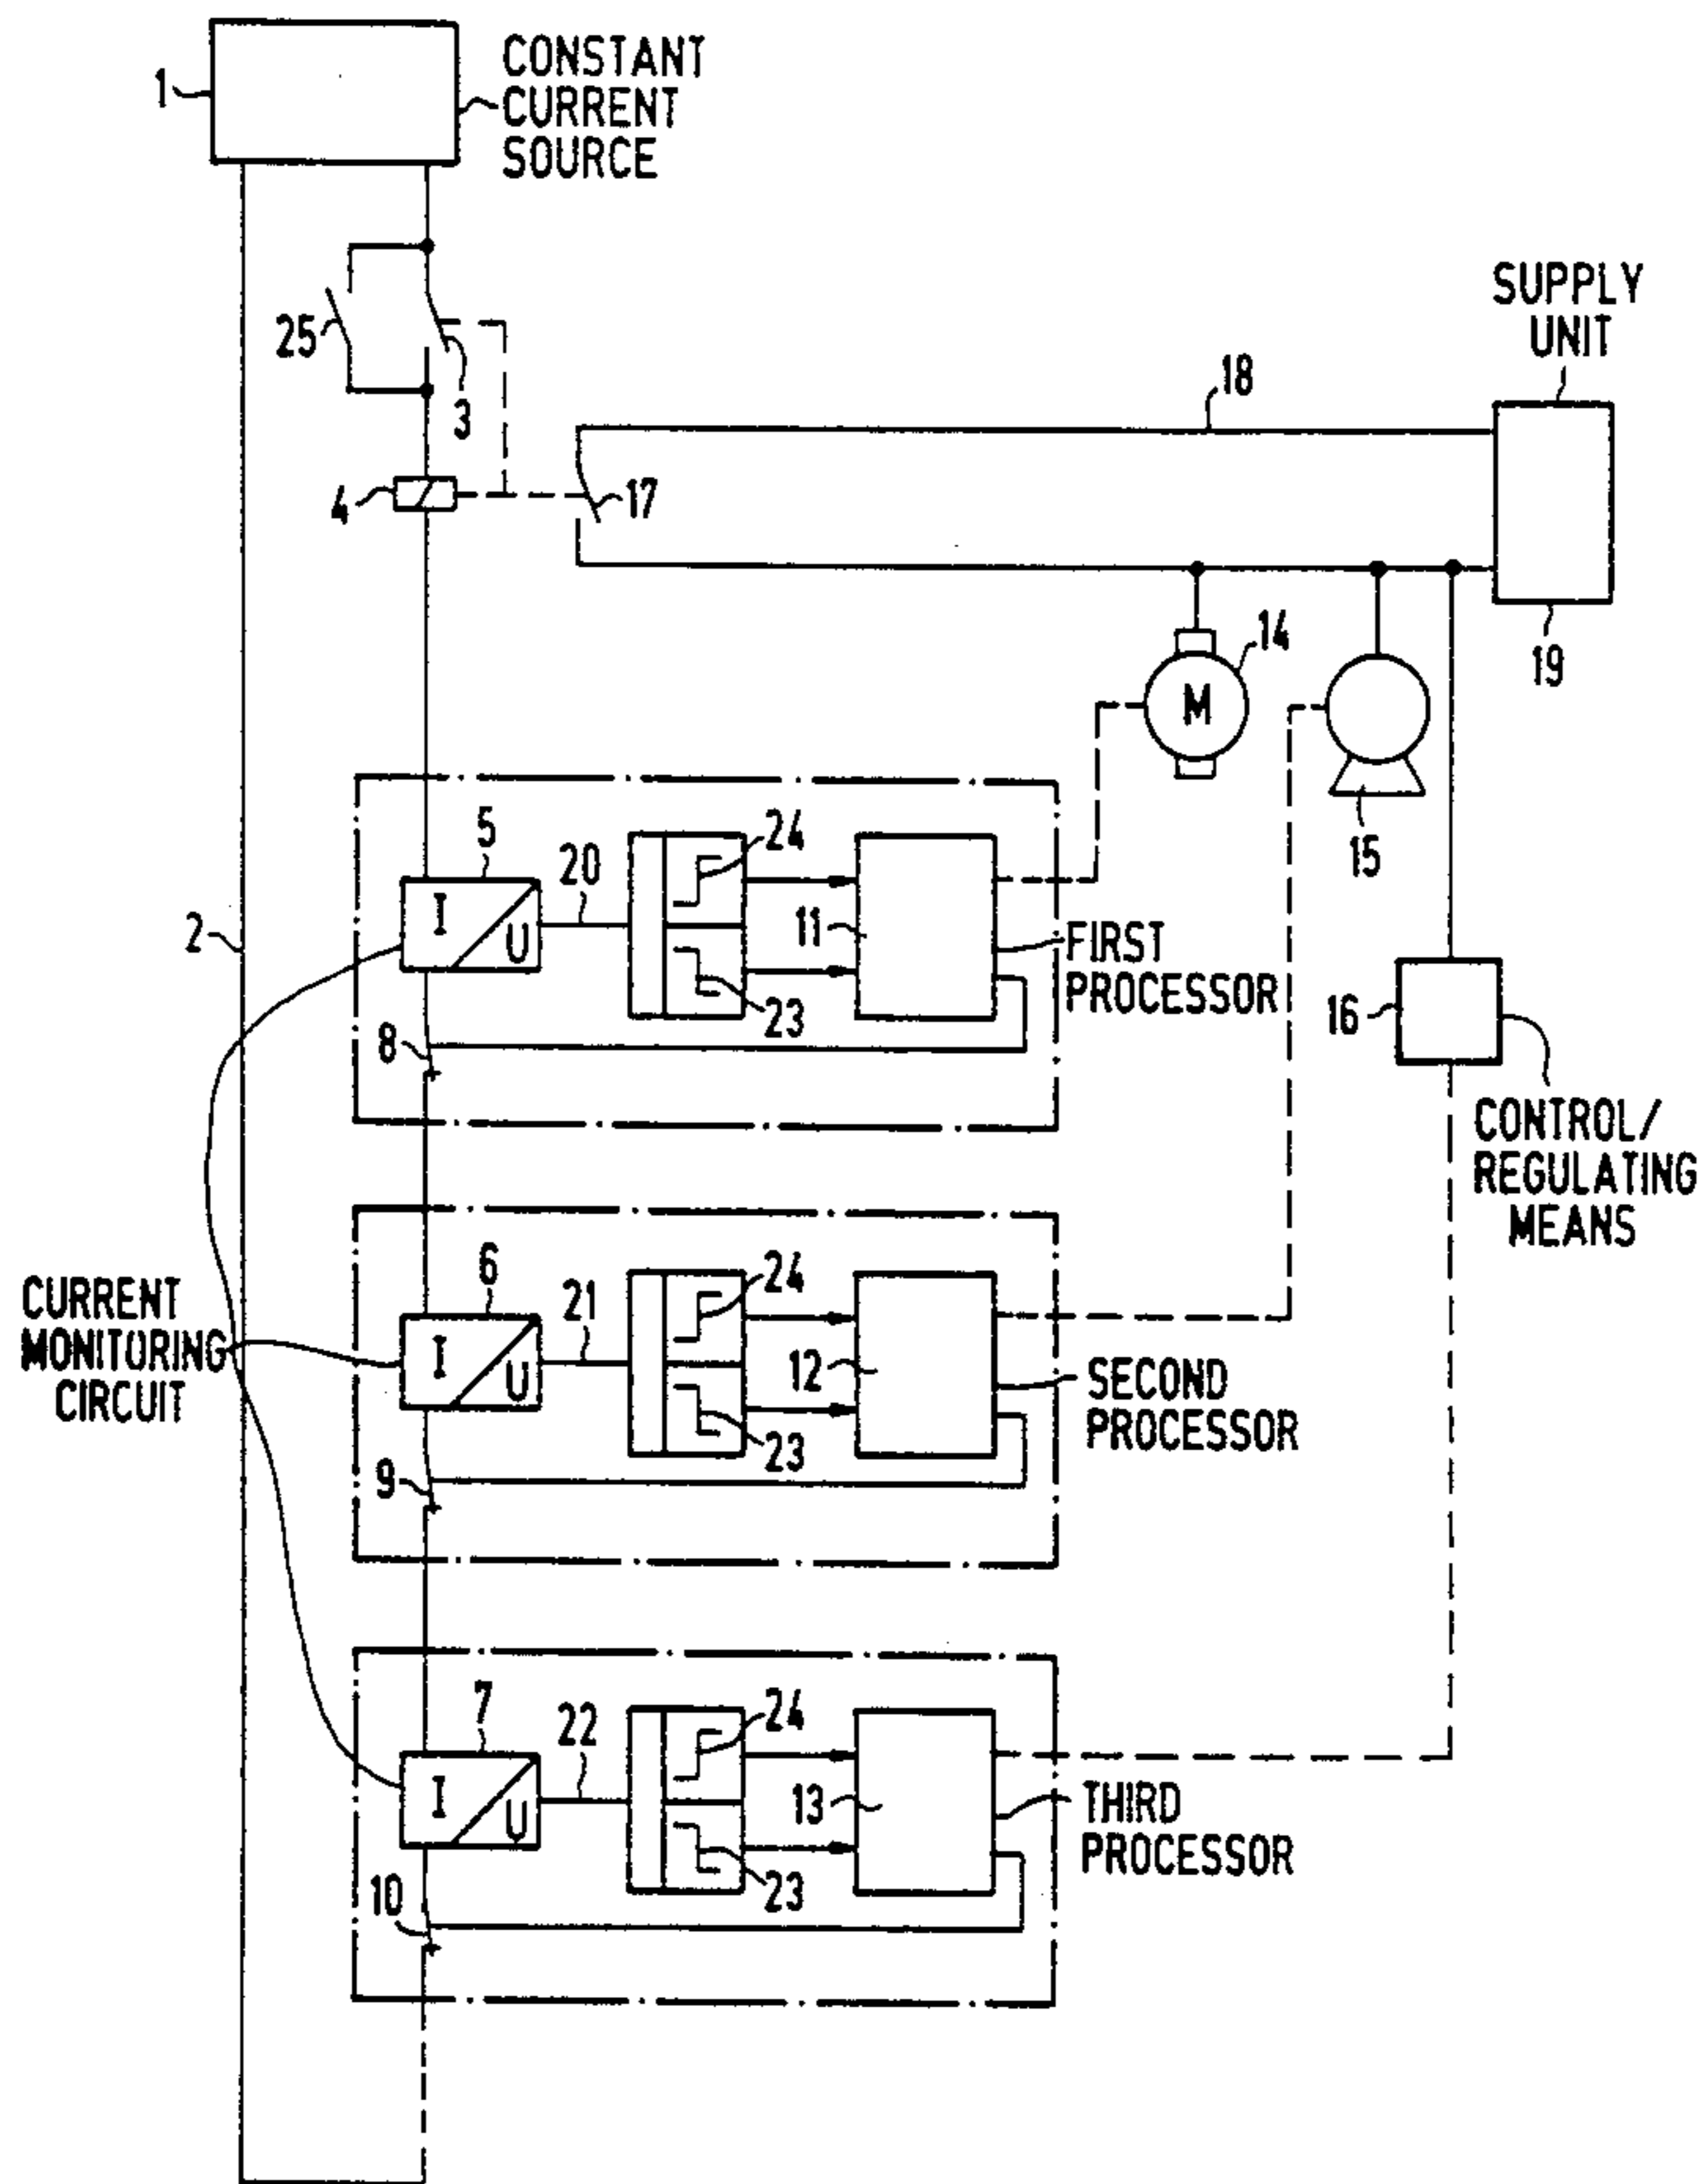 1
CONSTANT
CURRENT
SOURCE
25
3
SUPPLY
UNIT
18
4
17
14
M
19
15
5
20
24
I
U
11
2
FIRST
PROCESSOR
23
16
8
CONTROL/
REGULATING
MEANS
6
21
24
CURRENT
MONITORING
CIRCUIT
I
U
12
SECOND
PROCESSOR
23
9
7
22
24
I
U
13
THIRD
PROCESSOR
23
10